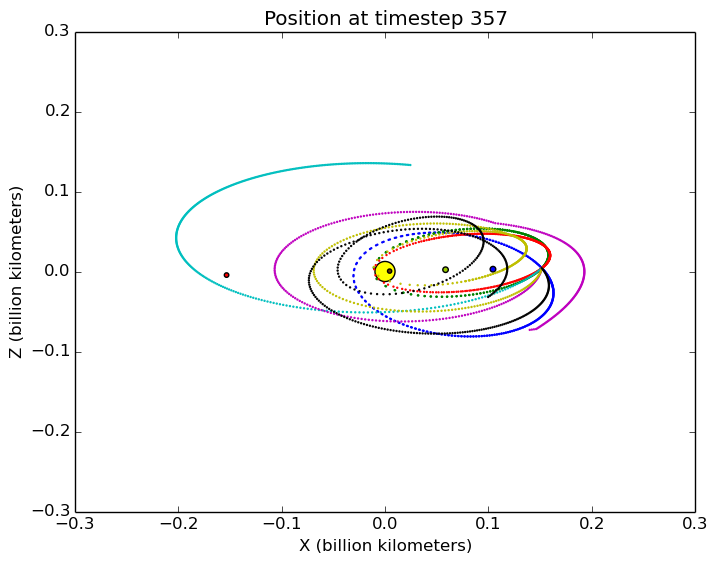 Position at timestep 357
0.3
0.2
0.1
0.0
−0.1
−0.2
−0.3
Z (billion kilometers)
−0.3 −0.2 −0.1 0.0 0.1 0.2 0.3
X (billion kilometers)